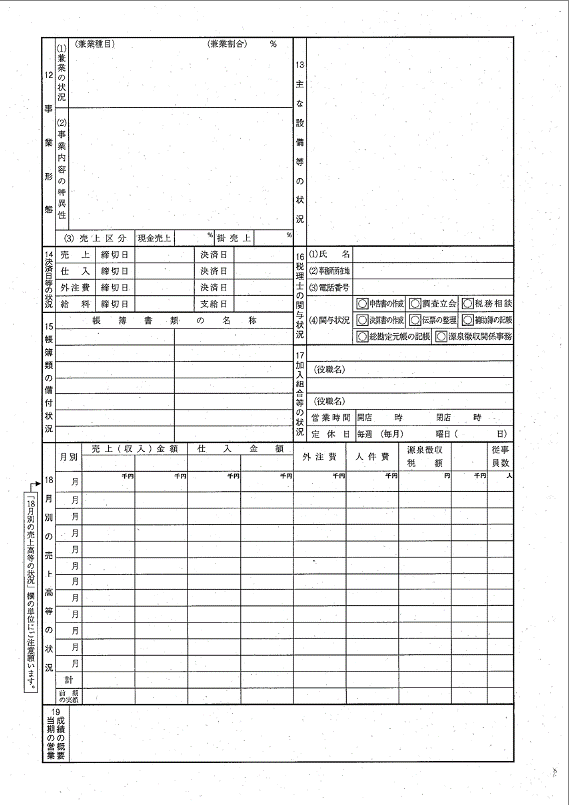 12 事業形態
(1) 兼業の状況
(兼業種目) (兼業割合) %
(2) 事業内容の特異性
(3) 売上区分 現金売上 % 掛売上 %
13 主な設備等の状況
14 決済日等の状況
売上 締切日 決済日
仕入 締切日 決済日
外注費 締切日 決済日
給料 締切日 支給日
15 帳簿類の備付状況
帳簿書類の名称
16 税理士の関与状況
(1)氏名
(2)事務所所在地
(3)電話番号
(4)関与状況
○申告書の作成 ○調査立会 ○税務相談
○決算書の作成 ○伝票の整理 ○補助簿の記帳
○総勘定元帳の記帳 ○源泉徴収関係事務
17 加入組合等の状況
(役職名)
(役職名)
営業時間 開店 時 閉店 時
定休日 毎週(毎月) 曜日( 日)
18 月別の売上高等の状況
月別 売上(収入)金額 仕入金額 外注費 人件費 源泉徴収税額 従事員数
月 千円 千円 千円 千円 千円 千円 円 千円 人
月
月
月
月
月
月
月
月
月
月
月
計
前期の実績
「18月別の売上高等の状況」欄の単位にご注意願います。
19 当期の営業成績の概要